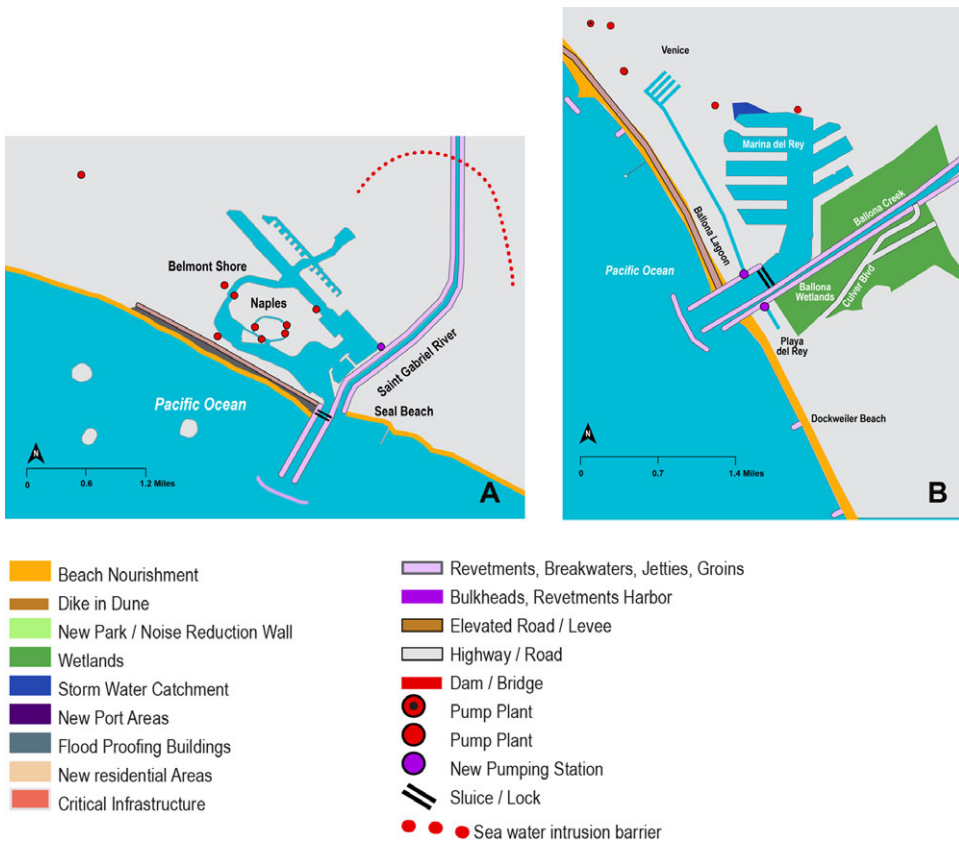 Belmont Shore
Naples
Saint Gabriel River
Pacific Ocean
Seal Beach
N
0 0.6 1.2 Miles
A
Venice
Marina del Rey
Ballona Creek
Ballona Lagoon
Pacific Ocean
Ballona
Wetlands
Culver Blvd
Playa
del Rey
Dockweiler Beach
N
0 0.7 1.4 Miles
B
Beach Nourishment
Dike in Dune
New Park / Noise Reduction Wall
Wetlands
Storm Water Catchment
New Port Areas
Flood Proofing Buildings
New residential Areas
Critical Infrastructure
Revetments, Breakwaters, Jetties, Groins
Bulkheads, Revetments Harbor
Elevated Road / Levee
Highway / Road
Dam / Bridge
Pump Plant
Pump Plant
New Pumping Station
Sluice / Lock
Sea water intrusion barrier